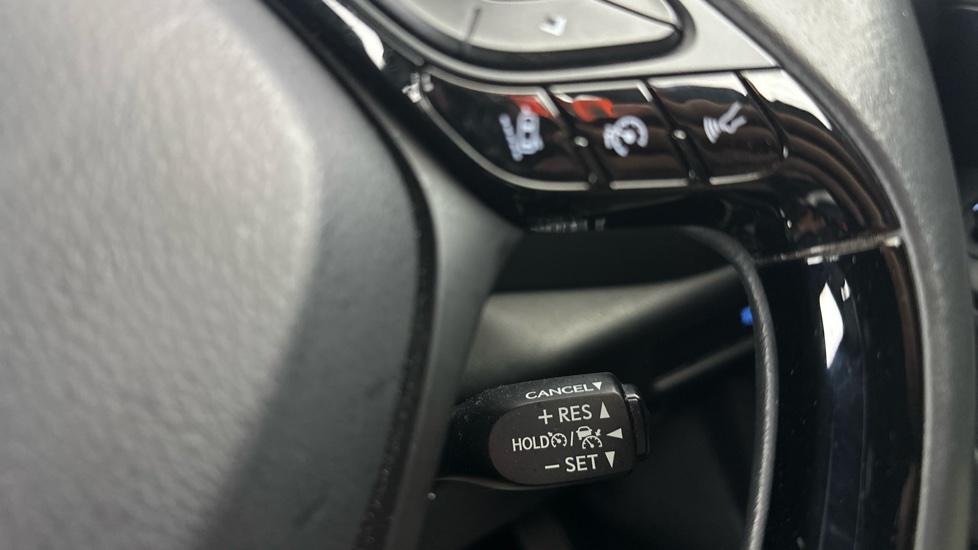 CANCEL▼
+ RES ▲
HOLD / ◀
− SET ▼